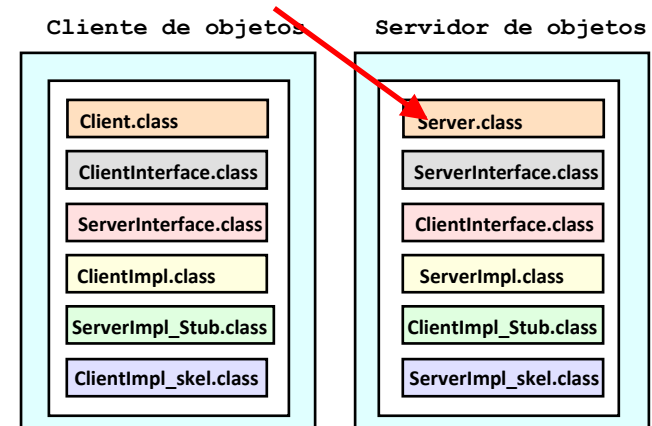 Cliente de objetos
Servidor de objetos
Client.class
ClientInterface.class
ServerInterface.class
ClientImpl.class
ServerImpl_Stub.class
ClientImpl_skel.class
Server.class
ServerInterface.class
ClientInterface.class
ServerImpl.class
ClientImpl_Stub.class
ServerImpl_skel.class